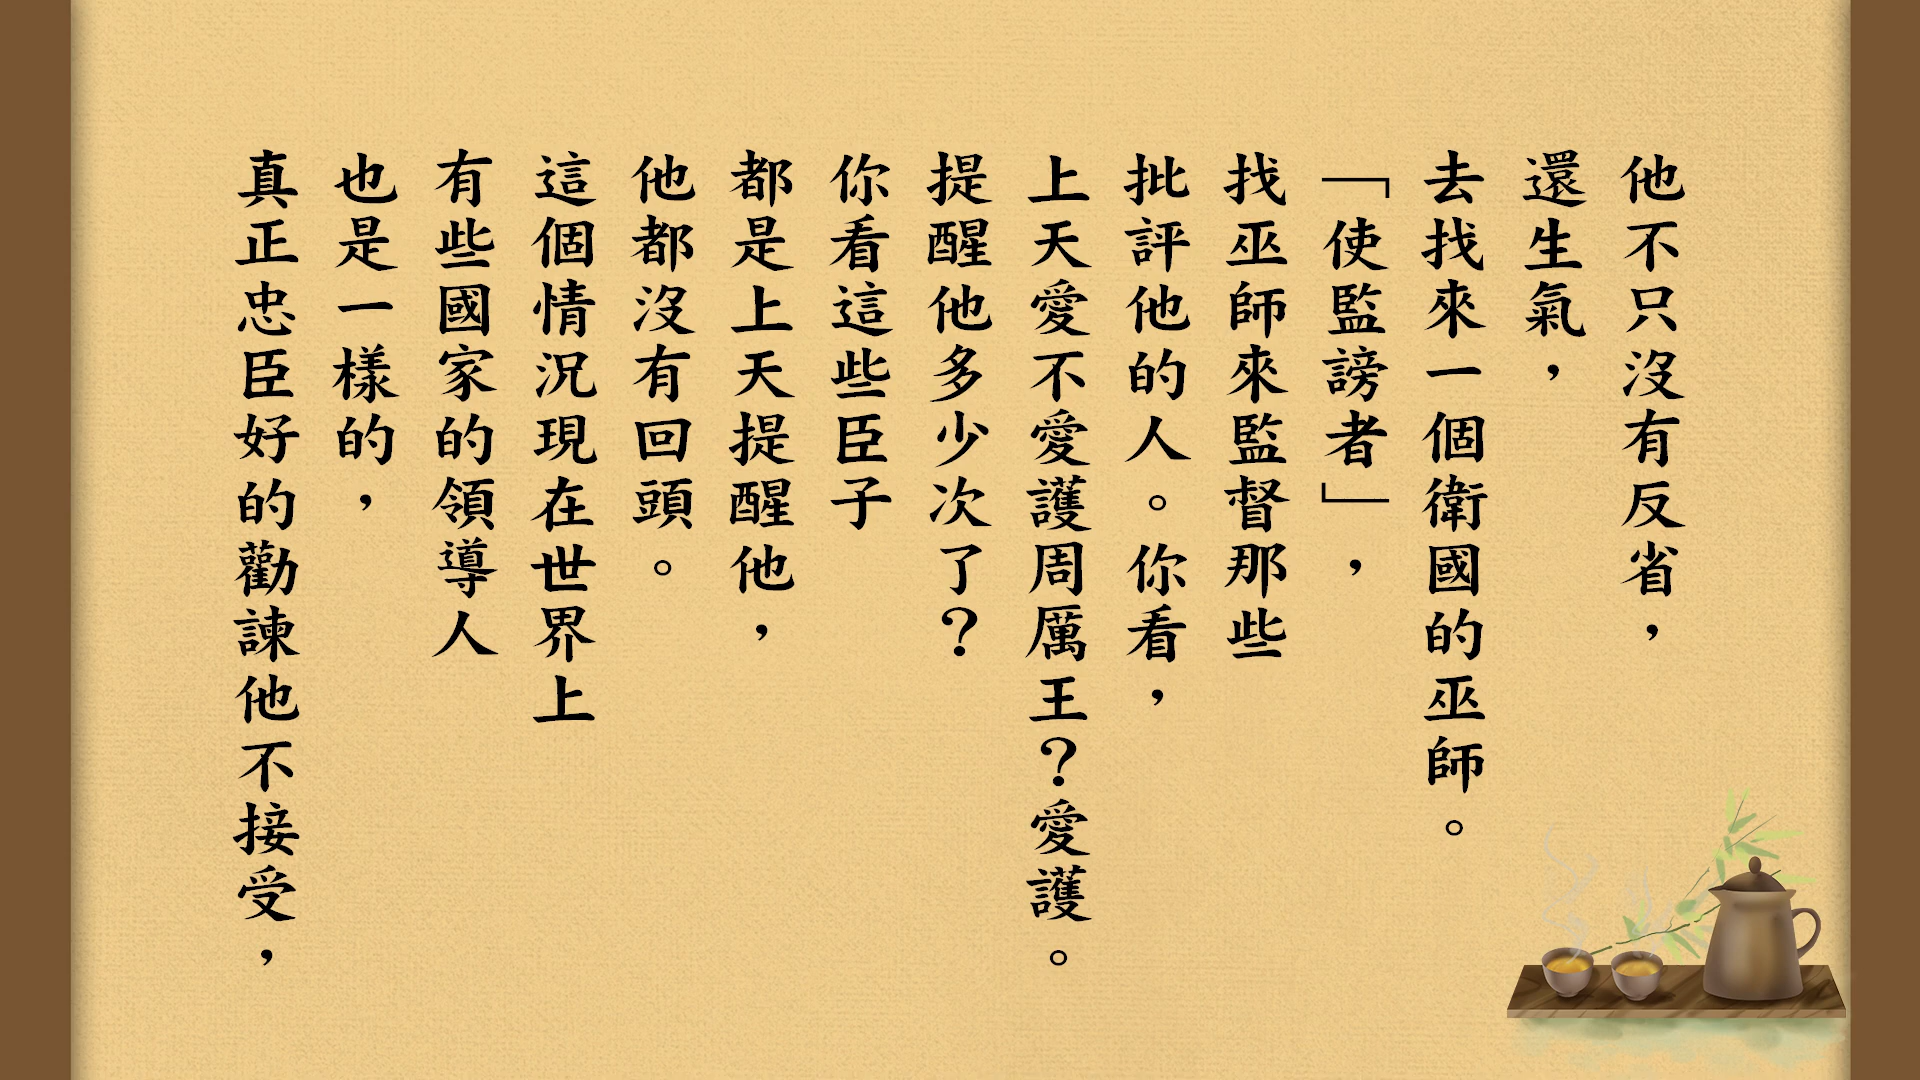 他不只沒有反省，
還生氣，
去找來一個衛國的巫師。
「使監謗者」，
找巫師來監督那些
批評他的人。你看，
上天愛不愛護周厲王？愛護。
提醒他多少次了？
你看這些臣子
都是上天提醒他，
他都沒有回頭。
這個情況現在世界上
有些國家的領導人
也是一樣的，
真正忠臣好的勸諫他不接受，